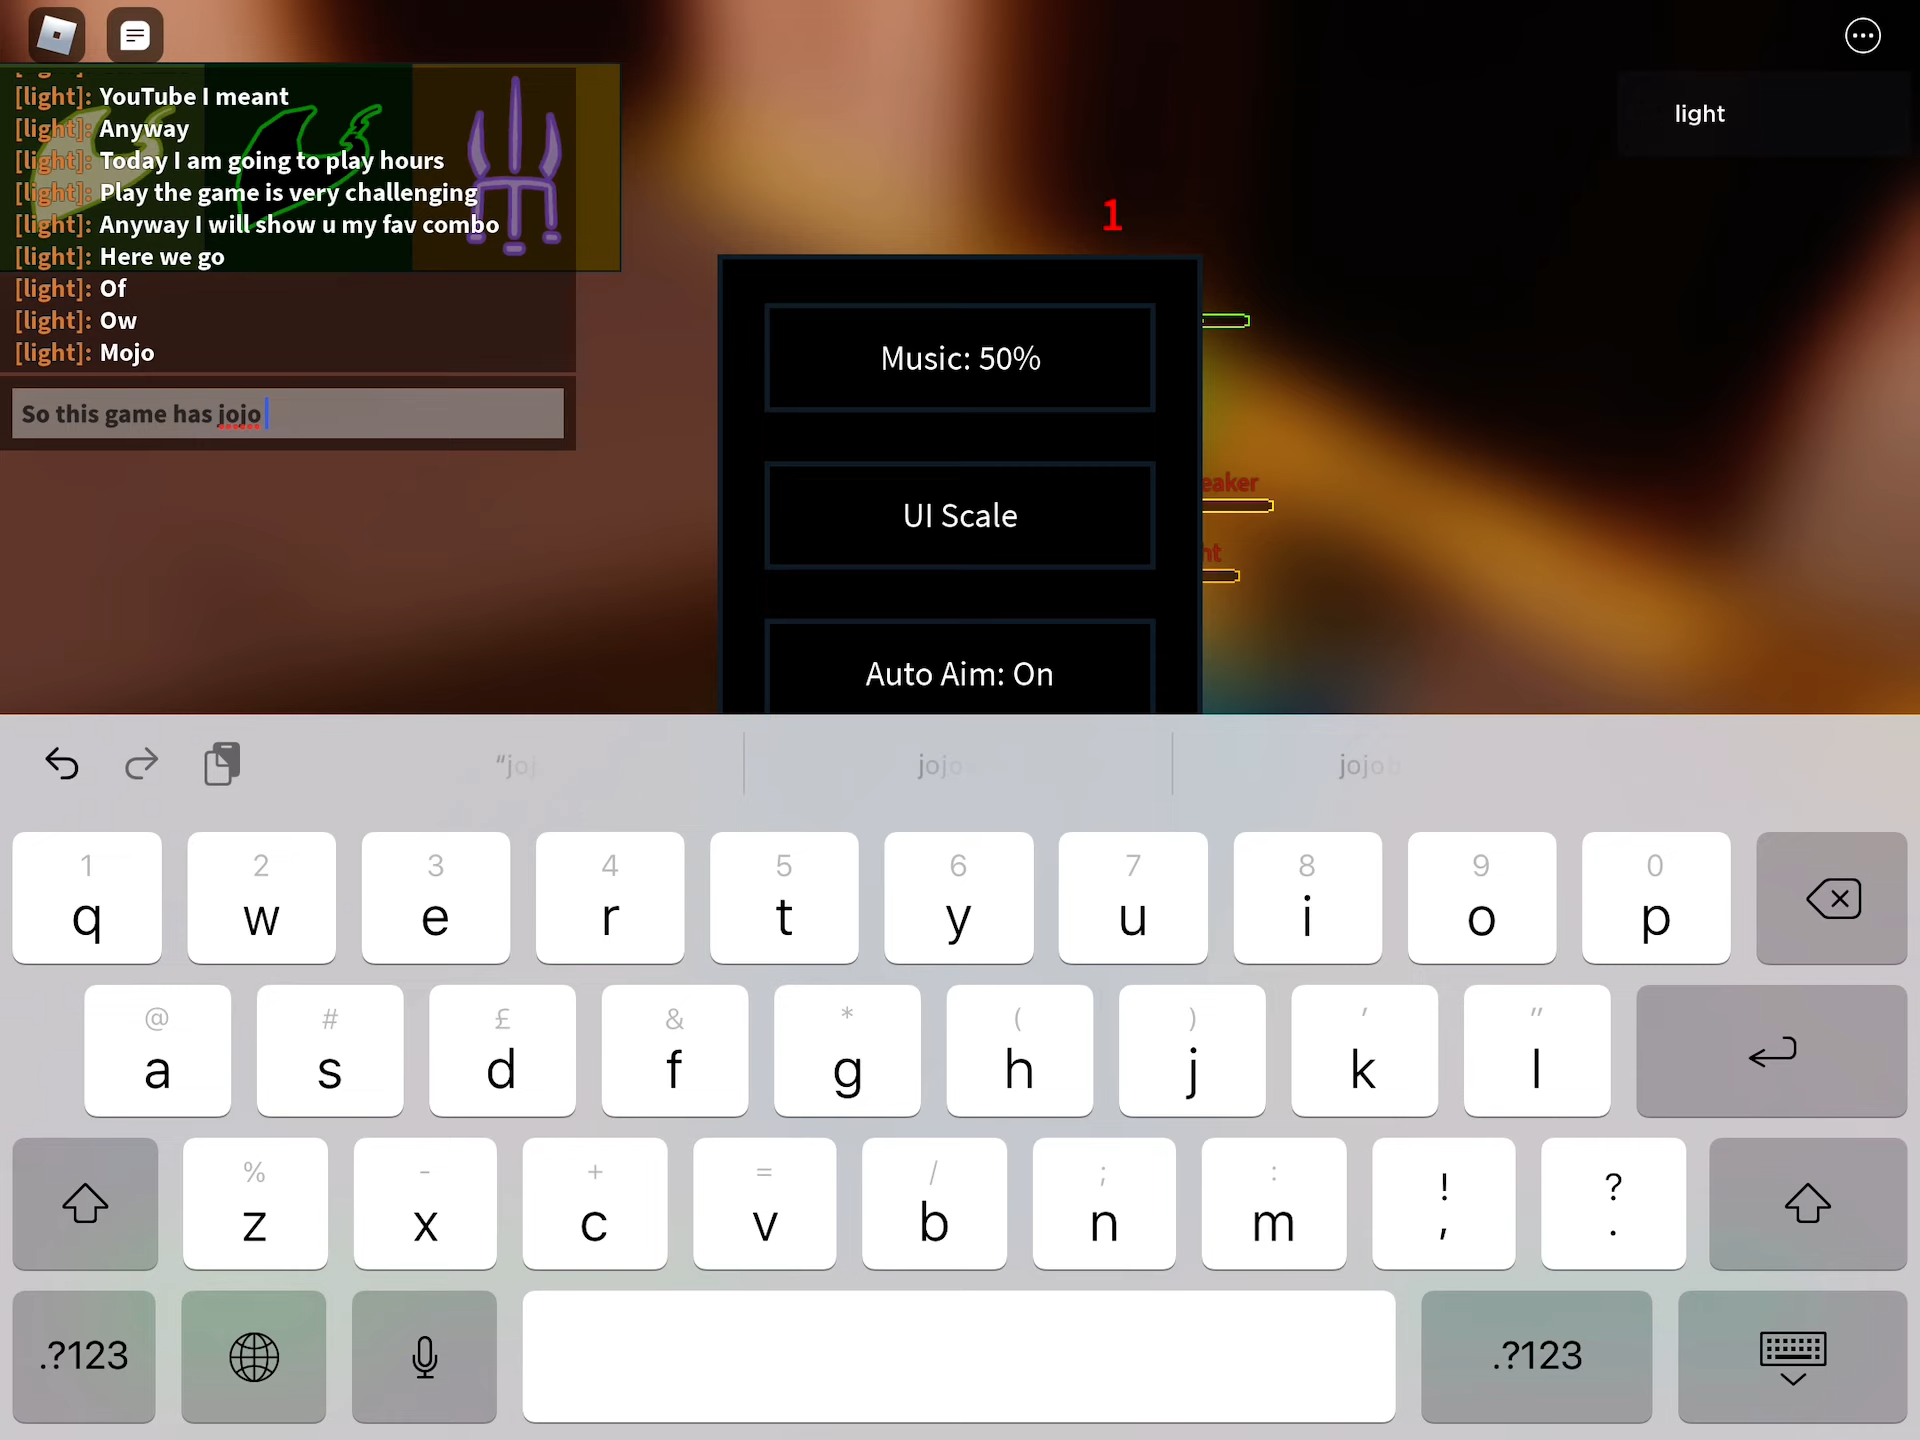 [light]: YouTube I meant
[light]: Anyway
[light]: Today I am going to play hours
[light]: Play the game is very challenging
[light]: Anyway I will show u my fav combo
[light]: Here we go
[light]: Of
[light]: Ow
[light]: Mojo
So this game has jojo
light
1
Music: 50%
UI Scale
eaker
ht
Auto Aim: On
“joj
jojo
jojob
1 2 3 4 5 6 7 8 9 0
q w e r t y u i o p
@ # £ & * ( ) ' "
a s d f g h j k l
% - + = / ; : ! ?
z x c v b n m , .
.?123 .?123